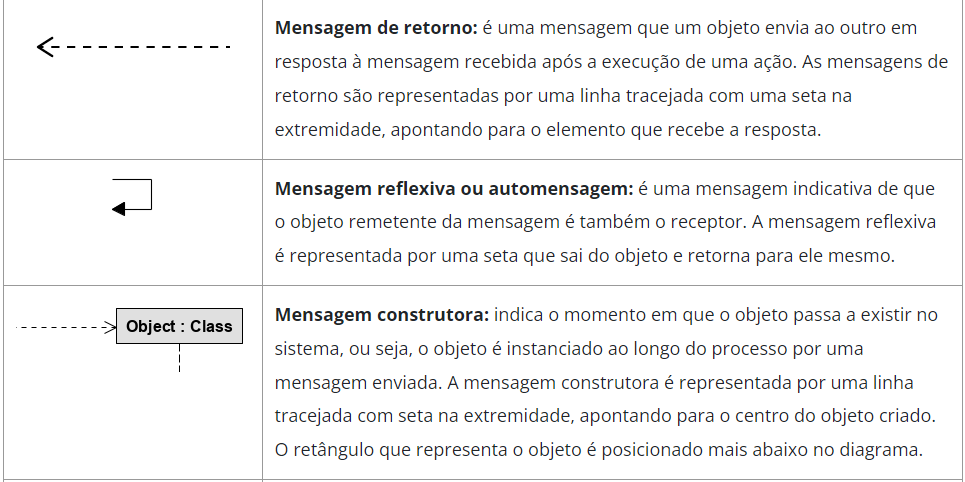 Mensagem de retorno: é uma mensagem que um objeto envia ao outro em
resposta à mensagem recebida após a execução de uma ação. As mensagens de
retorno são representadas por uma linha tracejada com uma seta na
extremidade, apontando para o elemento que recebe a resposta.
Mensagem reflexiva ou automensagem: é uma mensagem indicativa de que
o objeto remetente da mensagem é também o receptor. A mensagem reflexiva
é representada por uma seta que sai do objeto e retorna para ele mesmo.
Object : Class
Mensagem construtora: indica o momento em que o objeto passa a existir no
sistema, ou seja, o objeto é instanciado ao longo do processo por uma
mensagem enviada. A mensagem construtora é representada por uma linha
tracejada com seta na extremidade, apontando para o centro do objeto criado.
O retângulo que representa o objeto é posicionado mais abaixo no diagrama.